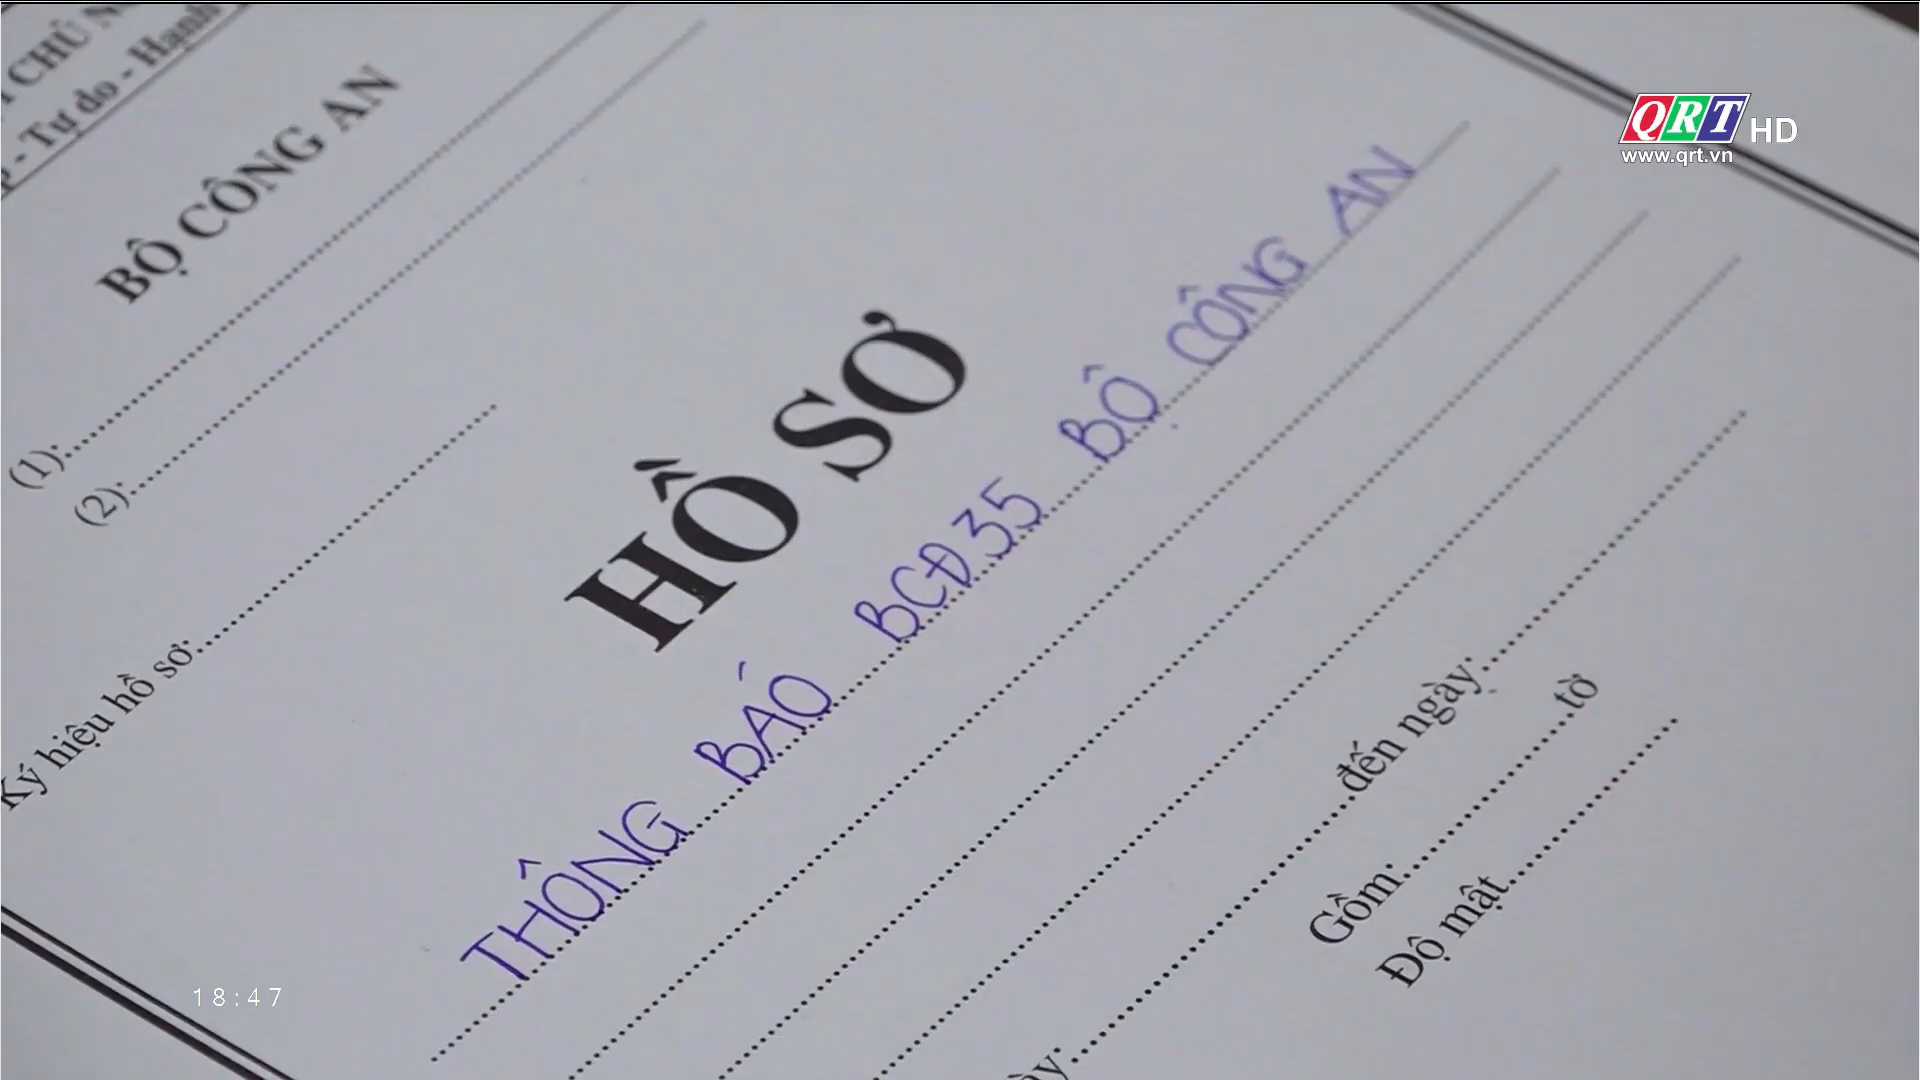 CHỦ
- Tự do - Hạnh
BỘ CÔNG AN
(1):
(2):
Ký hiệu hồ sơ:
HỒ SƠ
THÔNG BÁO BCĐ35 BỘ CÔNG AN
đến ngày:
Gồm: tờ
Độ mật
QRT HD
www.qrt.vn
18:47